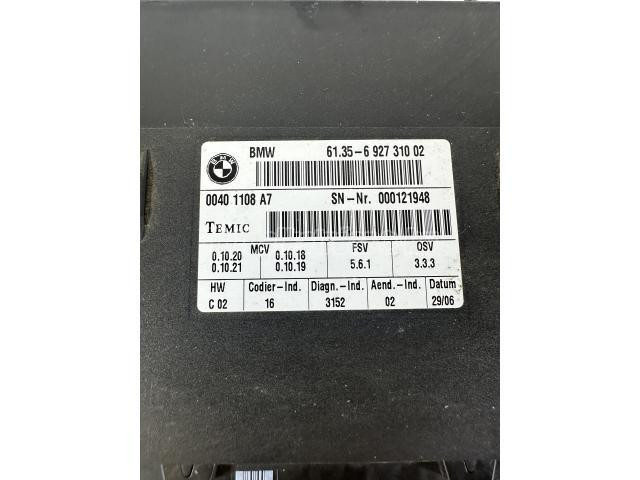 BMW 61.35-6 927 310 02
0040 1108 A7 SN-Nr. 000121948
TEMIC
MCV FSV OSV
0.10.20 0.10.18 5.6.1 3.3.3
0.10.21 0.10.19
HW Codier-Ind. Diagn.-Ind. Aend.-Ind. Datum
C 02 16 3152 02 29/06